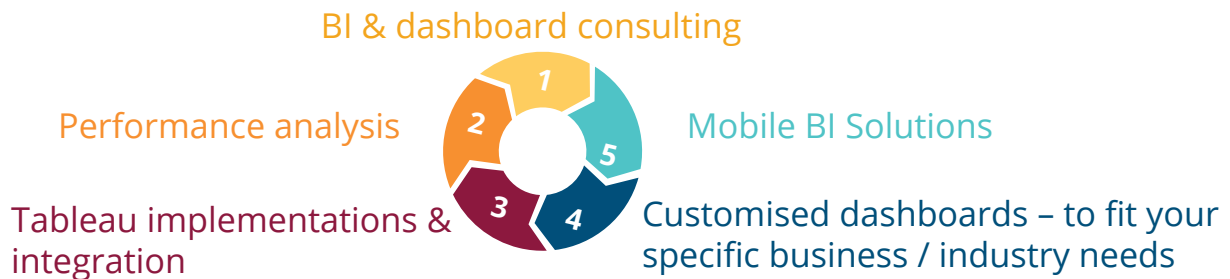 BI & dashboard consulting
1
Performance analysis
2
Mobile BI Solutions
5
Tableau implementations &
integration
3
4
Customised dashboards – to fit your
specific business / industry needs